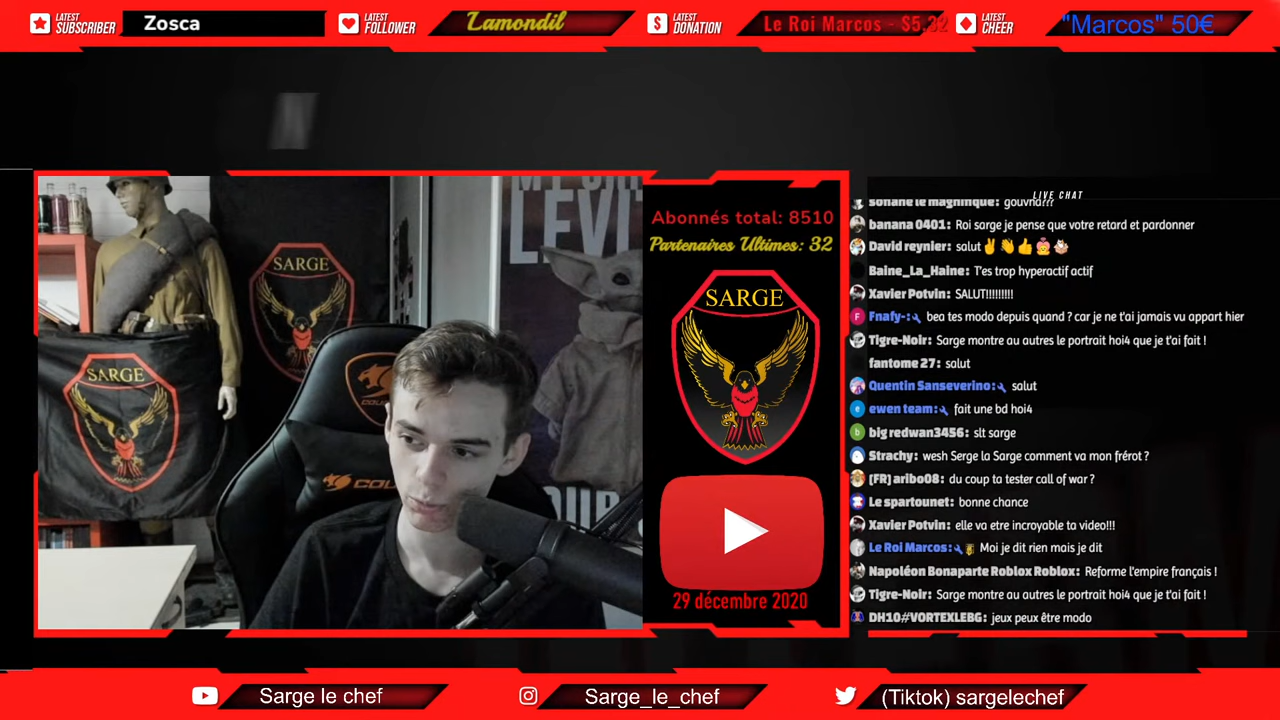 LATEST SUBSCRIBER
Zosca
LATEST FOLLOWER
Lamondil
LATEST DONATION
Le Roi Marcos - $5.32
LATEST CHEER
"Marcos" 50€
SARGE
SARGE
LEVIT
COUGAR
Abonnés total: 8510
Partenaires Ultimes: 32
SARGE
29 décembre 2020
LIVE CHAT
sofiane le magnifique: gouvna???
banana 0401: Roi sarge je pense que votre retard et pardonner
David reynier: salut✌👋👍
Baine_La_Haine: T'es trop hyperactif actif
Xavier Potvin: SALUT!!!!!!!!!
F Fnafy-: bea tes modo depuis quand ? car je ne t'ai jamais vu appart hier
Tigre-Noir: Sarge montre au autres le portrait hoi4 que je t'ai fait !
fantome 27: salut
Quentin Sanseverino: salut
e ewen team: fait une bd hoi4
b big redwan3456: slt sarge
Strachy: wesh Serge la Sarge comment va mon frérot ?
[FR] aribo08: du coup ta tester call of war ?
Le spartounet: bonne chance
Xavier Potvin: elle va etre incroyable ta video!!!
Le Roi Marcos: Moi je dit rien mais je dit
Napoléon Bonaparte Roblox Roblox: Reforme l'empire français !
Tigre-Noir: Sarge montre au autres le portrait hoi4 que je t'ai fait !
DH10#VORTEXLEBG: jeux peux être modo
Sarge le chef
Sarge_le_chef
(Tiktok) sargelechef